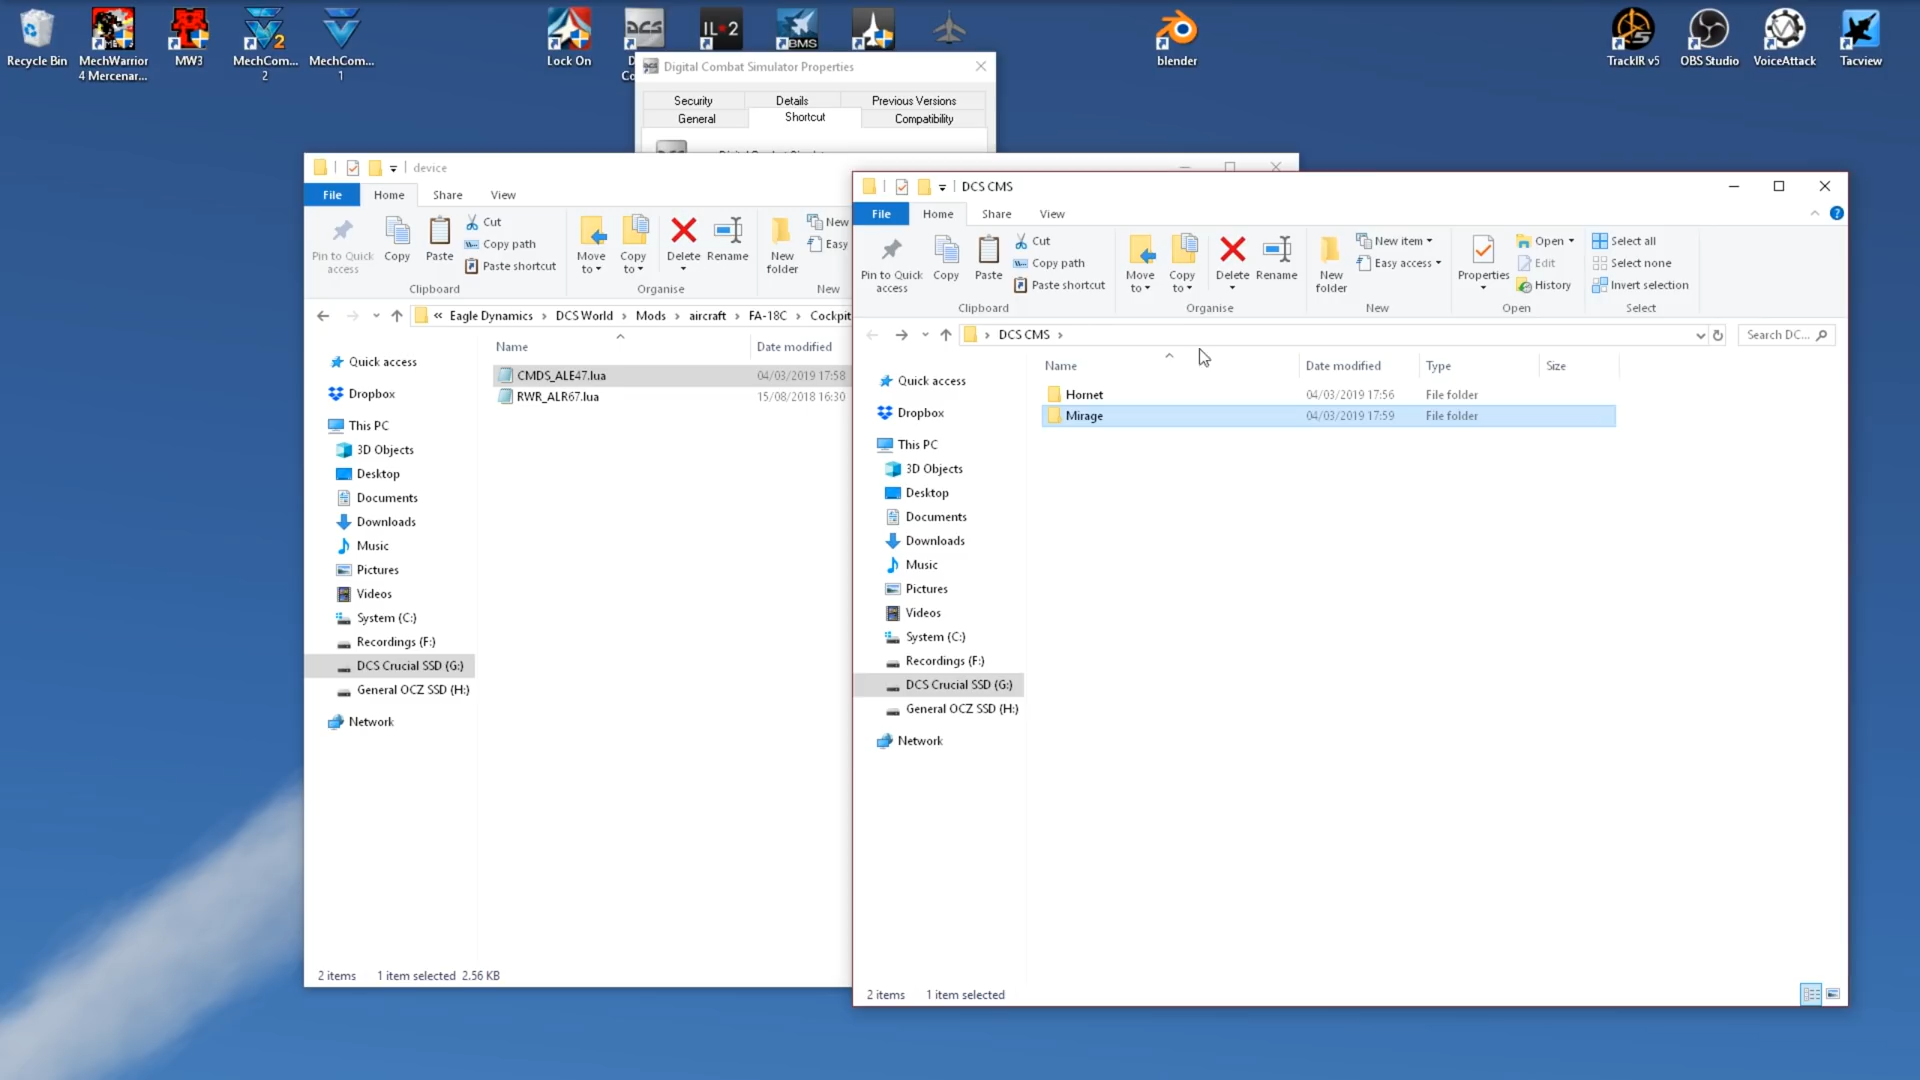 Recycle Bin
MechWarrior
4 Mercenar...
MW3
MechCom...
2
MechCom...
1
Lock On
DCS
D
Co
IL•2
BMS
blender
TrackIR v5
OBS Studio
VoiceAttack
Tacview
Digital Combat Simulator Properties
Security
Details
Previous Versions
General
Shortcut
Compatibility
device
File
Home
Share
View
Pin to Quick
access
Copy
Paste
Cut
Copy path
Paste shortcut
Move
to
Copy
to
Delete
Rename
New
folder
New
Easy
Clipboard
Organise
New
« Eagle Dynamics > DCS World > Mods > aircraft > FA-18C > Cockpit
Name
Date modified
CMDS_ALE47.lua
04/03/2019 17:58
RWR_ALR67.lua
15/08/2018 16:30
Quick access
Dropbox
This PC
3D Objects
Desktop
Documents
Downloads
Music
Pictures
Videos
System (C:)
Recordings (F:)
DCS Crucial SSD (G:)
General OCZ SSD (H:)
Network
2 items
1 item selected 2.56 KB
DCS CMS
File
Home
Share
View
Pin to Quick
access
Copy
Paste
Cut
Copy path
Paste shortcut
Move
to
Copy
to
Delete
Rename
New
folder
New item
Easy access
Properties
Open
Edit
History
Select all
Select none
Invert selection
Clipboard
Organise
New
Open
Select
> DCS CMS >
Search DC...
Name
Date modified
Type
Size
Hornet
04/03/2019 17:56
File folder
Mirage
04/03/2019 17:59
File folder
Quick access
Dropbox
This PC
3D Objects
Desktop
Documents
Downloads
Music
Pictures
Videos
System (C:)
Recordings (F:)
DCS Crucial SSD (G:)
General OCZ SSD (H:)
Network
2 items
1 item selected